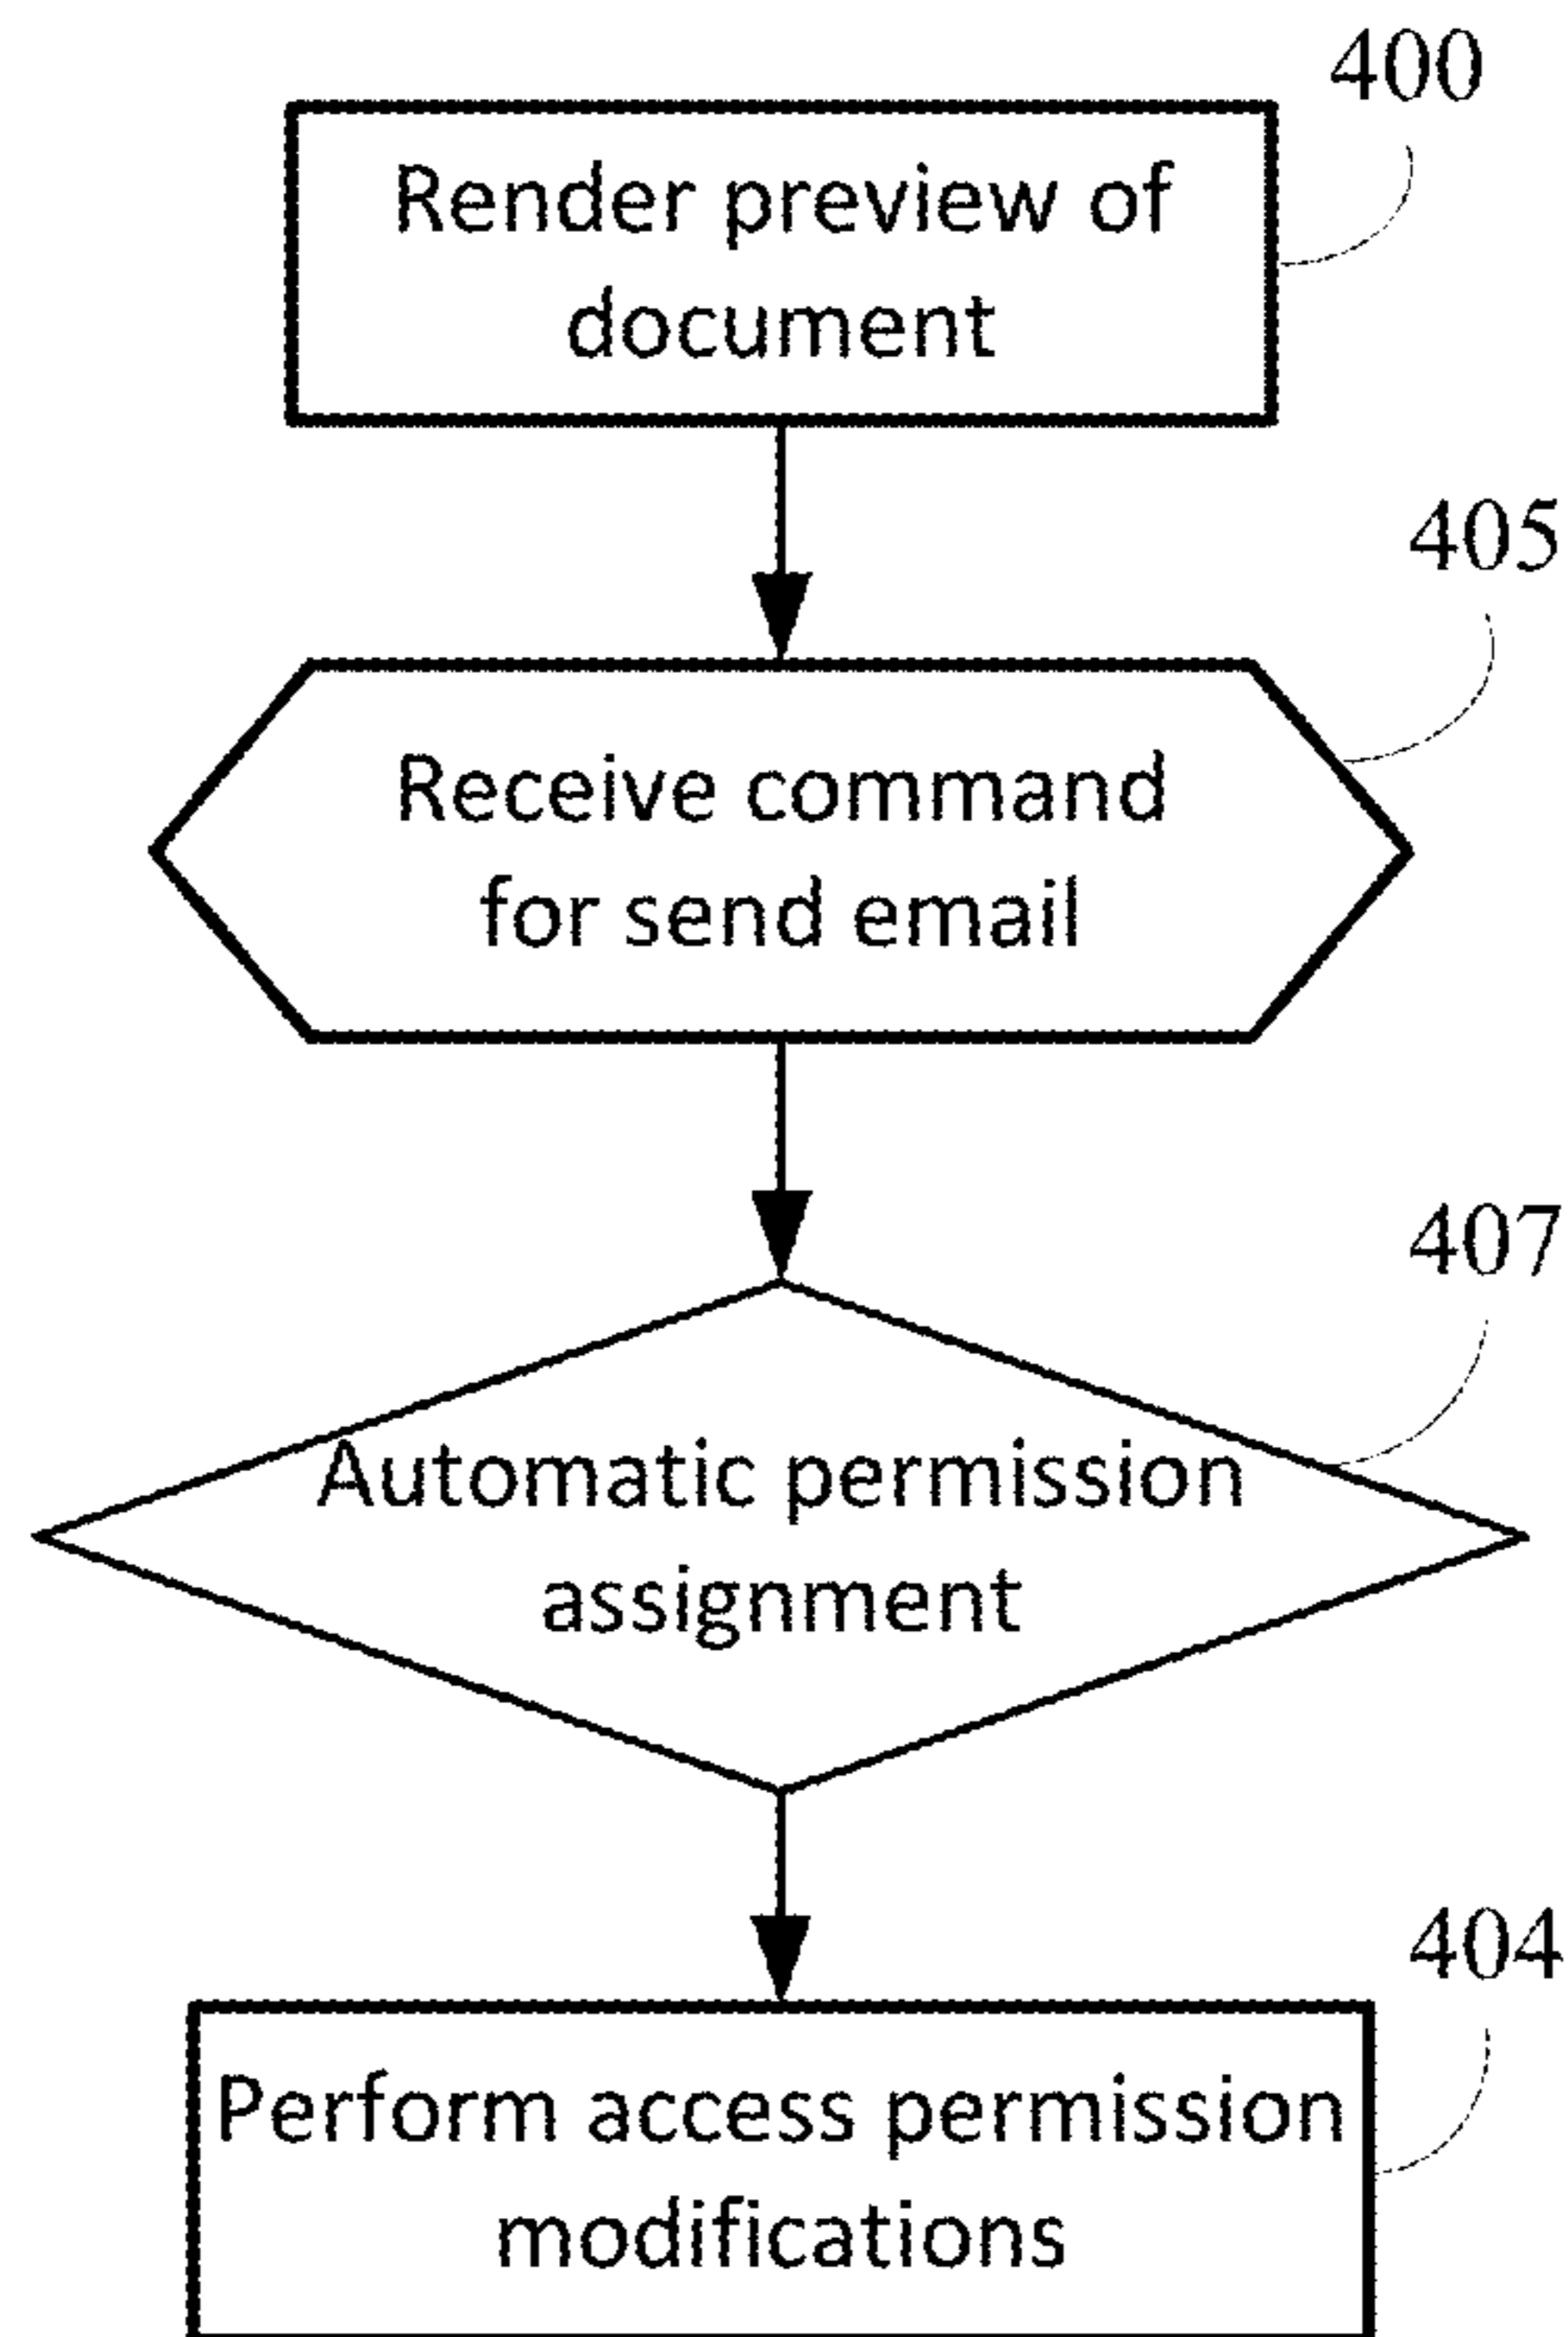 400
Render preview of
document
405
Receive command
for send email
407
Automatic permission
assignment
404
Perform access permission
modifications